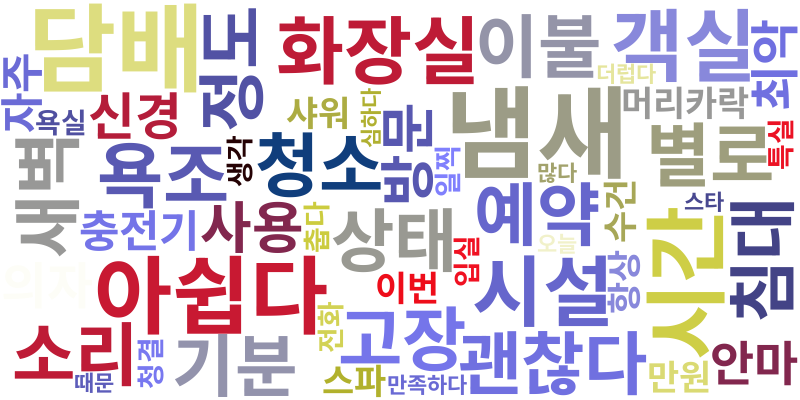 담배
정도
화장실
이불
객실
최악
더럽다
자주
욕실
신경
샤워
심하다
방문
냄새
머리카락
별로
특실
새벽
욕조
생각
청소
일찍
많다
스타
충전기
사용
춥다
상태
예약
수건
시간
침대
오늘
의자
아쉽다
이번
입실
시설
항상
소리
때문
청결
기분
전화
고장
스파
만족하다
괜찮다
만원
안마